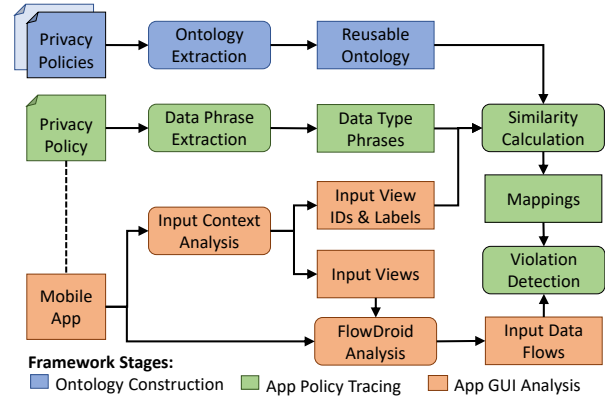 Privacy
Policies
Ontology
Extraction
Reusable
Ontology
Privacy
Policy
Data Phrase
Extraction
Data Type
Phrases
Similarity
Calculation
Input Context
Analysis
Input View
IDs & Labels
Mappings
Mobile
App
Input Views
Violation
Detection
FlowDroid
Analysis
Input Data
Flows
Framework Stages:
Ontology Construction
App Policy Tracing
App GUI Analysis